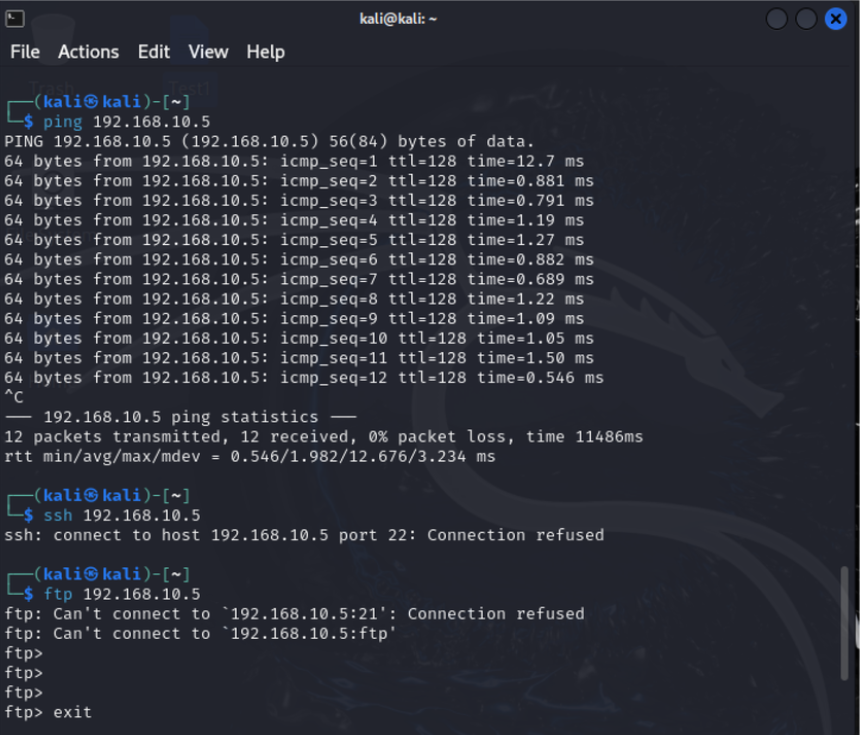 kali@kali: ~
File Actions Edit View Help
Trash Test1
┌──(kali㉿kali)-[~]
└─$ ping 192.168.10.5
PING 192.168.10.5 (192.168.10.5) 56(84) bytes of data.
64 bytes from 192.168.10.5: icmp_seq=1 ttl=128 time=12.7 ms
64 bytes from 192.168.10.5: icmp_seq=2 ttl=128 time=0.881 ms
64 bytes from 192.168.10.5: icmp_seq=3 ttl=128 time=0.791 ms
64 bytes from 192.168.10.5: icmp_seq=4 ttl=128 time=1.19 ms
64 bytes from 192.168.10.5: icmp_seq=5 ttl=128 time=1.27 ms
64 bytes from 192.168.10.5: icmp_seq=6 ttl=128 time=0.882 ms
64 bytes from 192.168.10.5: icmp_seq=7 ttl=128 time=0.689 ms
64 bytes from 192.168.10.5: icmp_seq=8 ttl=128 time=1.22 ms
64 bytes from 192.168.10.5: icmp_seq=9 ttl=128 time=1.09 ms
64 bytes from 192.168.10.5: icmp_seq=10 ttl=128 time=1.05 ms
64 bytes from 192.168.10.5: icmp_seq=11 ttl=128 time=1.50 ms
64 bytes from 192.168.10.5: icmp_seq=12 ttl=128 time=0.546 ms
^C
--- 192.168.10.5 ping statistics ---
12 packets transmitted, 12 received, 0% packet loss, time 11486ms
rtt min/avg/max/mdev = 0.546/1.982/12.676/3.234 ms
┌──(kali㉿kali)-[~]
└─$ ssh 192.168.10.5
ssh: connect to host 192.168.10.5 port 22: Connection refused
┌──(kali㉿kali)-[~]
└─$ ftp 192.168.10.5
ftp: Can't connect to `192.168.10.5:21': Connection refused
ftp: Can't connect to `192.168.10.5:ftp'
ftp>
ftp>
ftp>
ftp> exit